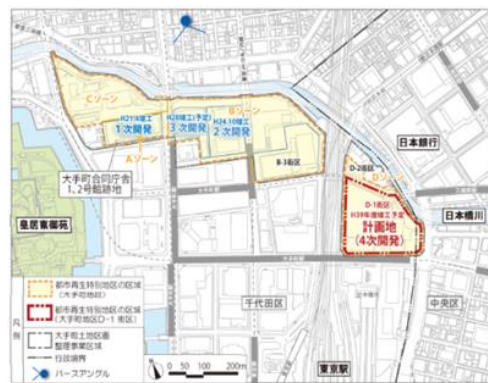 Cゾーン
H21.4竣工
1次開発
H28竣工(予定)
3次開発
Bゾーン
H24.10竣工
2次開発
Aゾーン
大手町合同庁舎
1、2号館跡地
B-3街区
日本銀行
D-2街区
Dゾーン
D-1街区
H39年度竣工予定
計画地
(4次開発)
日本橋川
皇居東御苑
千代田区
中央区
東京駅
凡例
都市再生特別地区の区域
(大手町地区)
都市再生特別地区の区域
(大手町地区D-1 街区)
大手町土地区画
整理事業区域
行政境界
パースアングル
0 50 100 200m